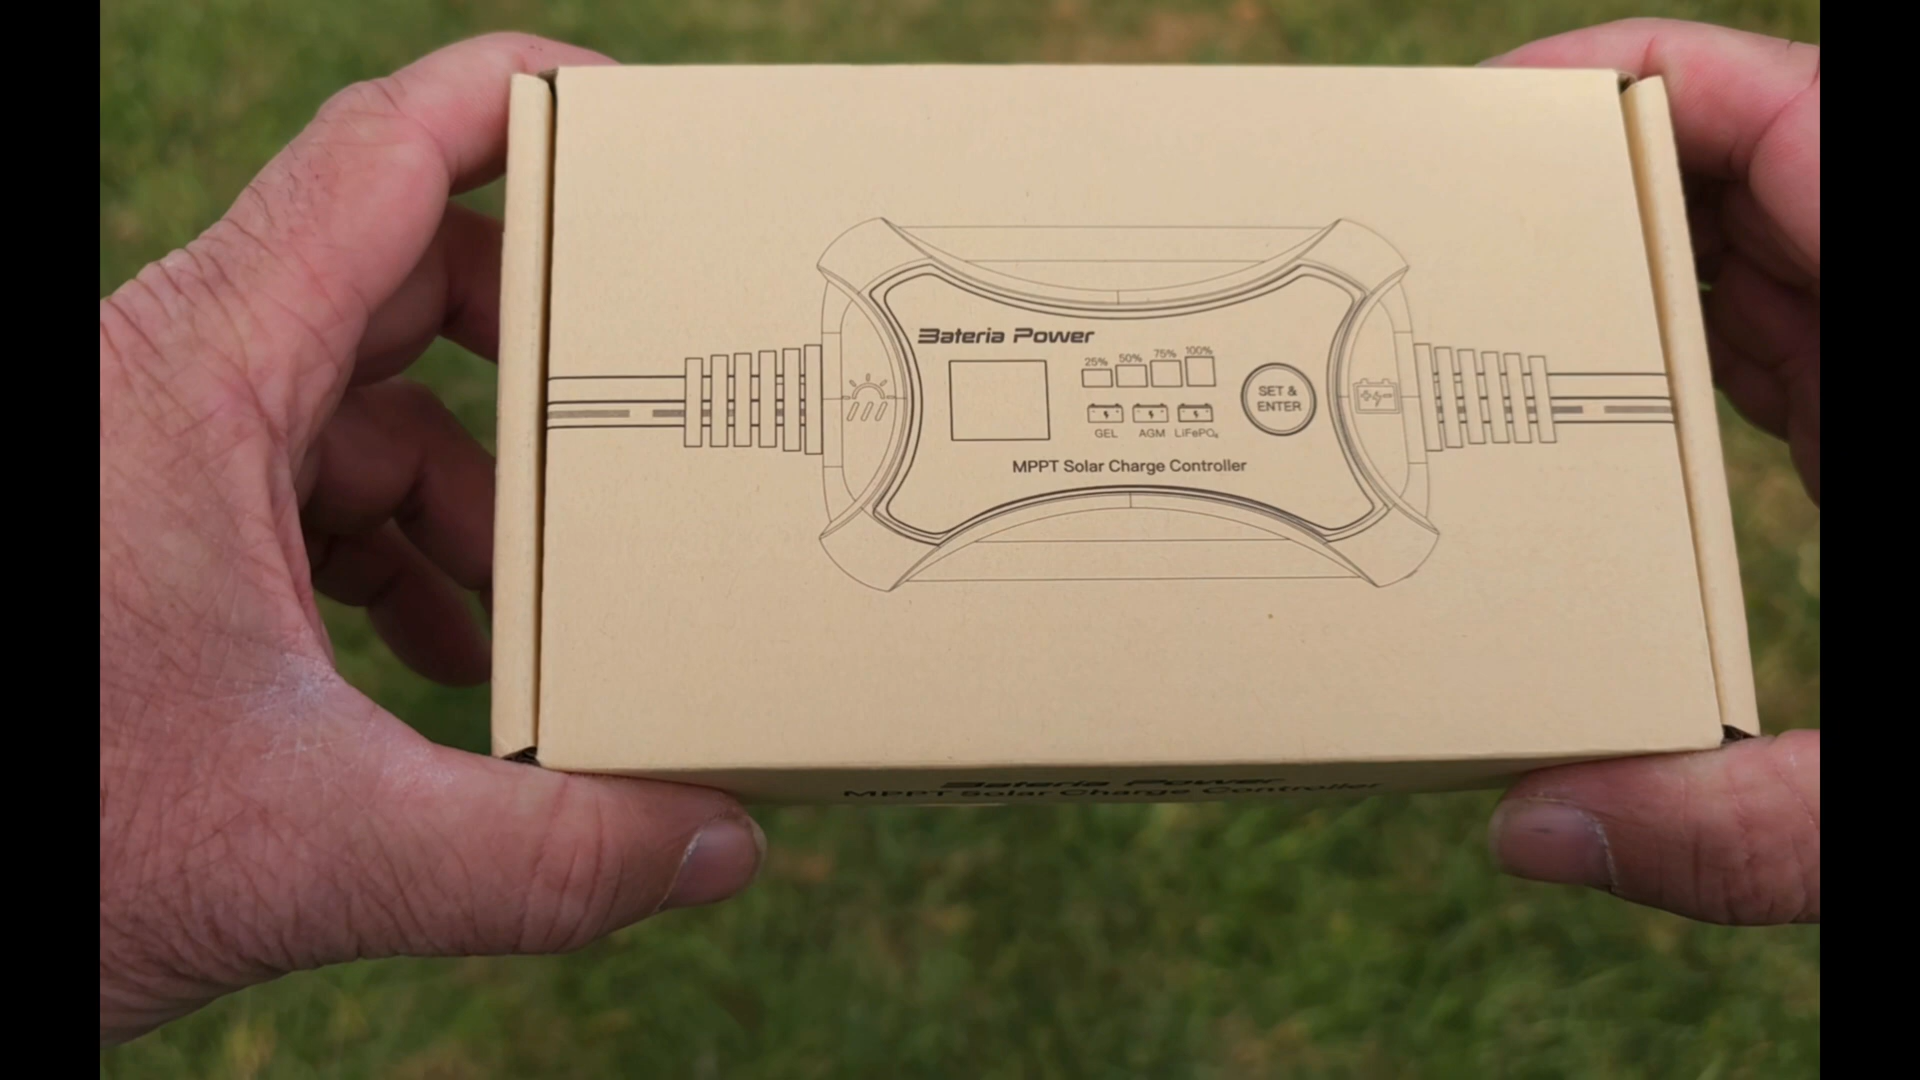 Bateria Power
25% 50% 75% 100%
GEL AGM LiFePO₄
SET &
ENTER
MPPT Solar Charge Controller
Bateria Power
MPPT Solar Charge Controller